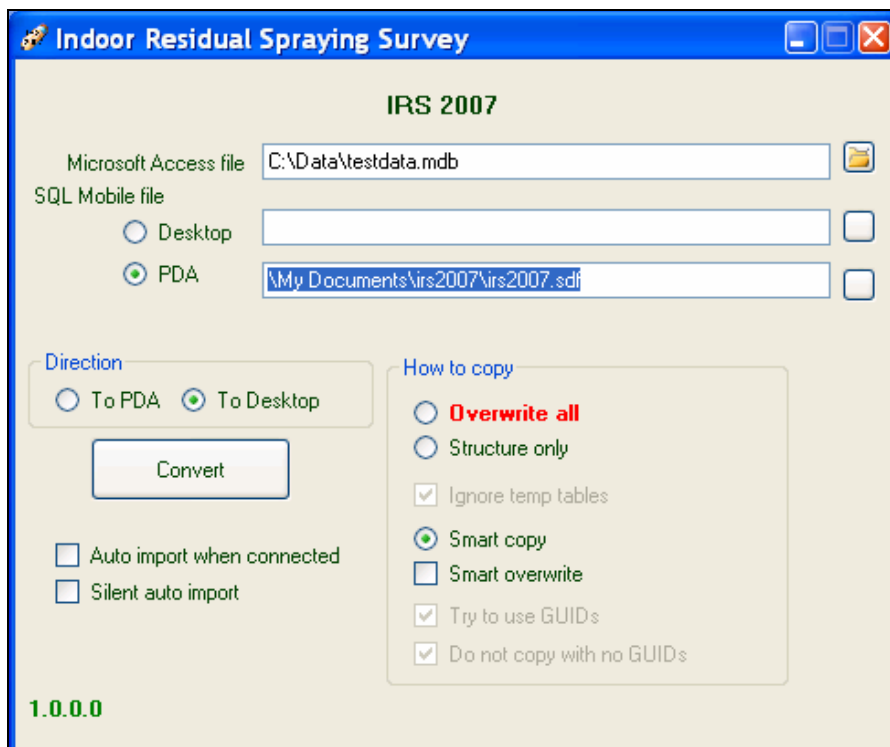 Indoor Residual Spraying Survey
IRS 2007
Microsoft Access file C:\Data\testdata.mdb
SQL Mobile file
Desktop
PDA \My Documents\irs2007\irs2007.sdf
Direction
To PDA To Desktop
Convert
Auto import when connected
Silent auto import
How to copy
Overwrite all
Structure only
Ignore temp tables
Smart copy
Smart overwrite
Try to use GUIDs
Do not copy with no GUIDs
1.0.0.0